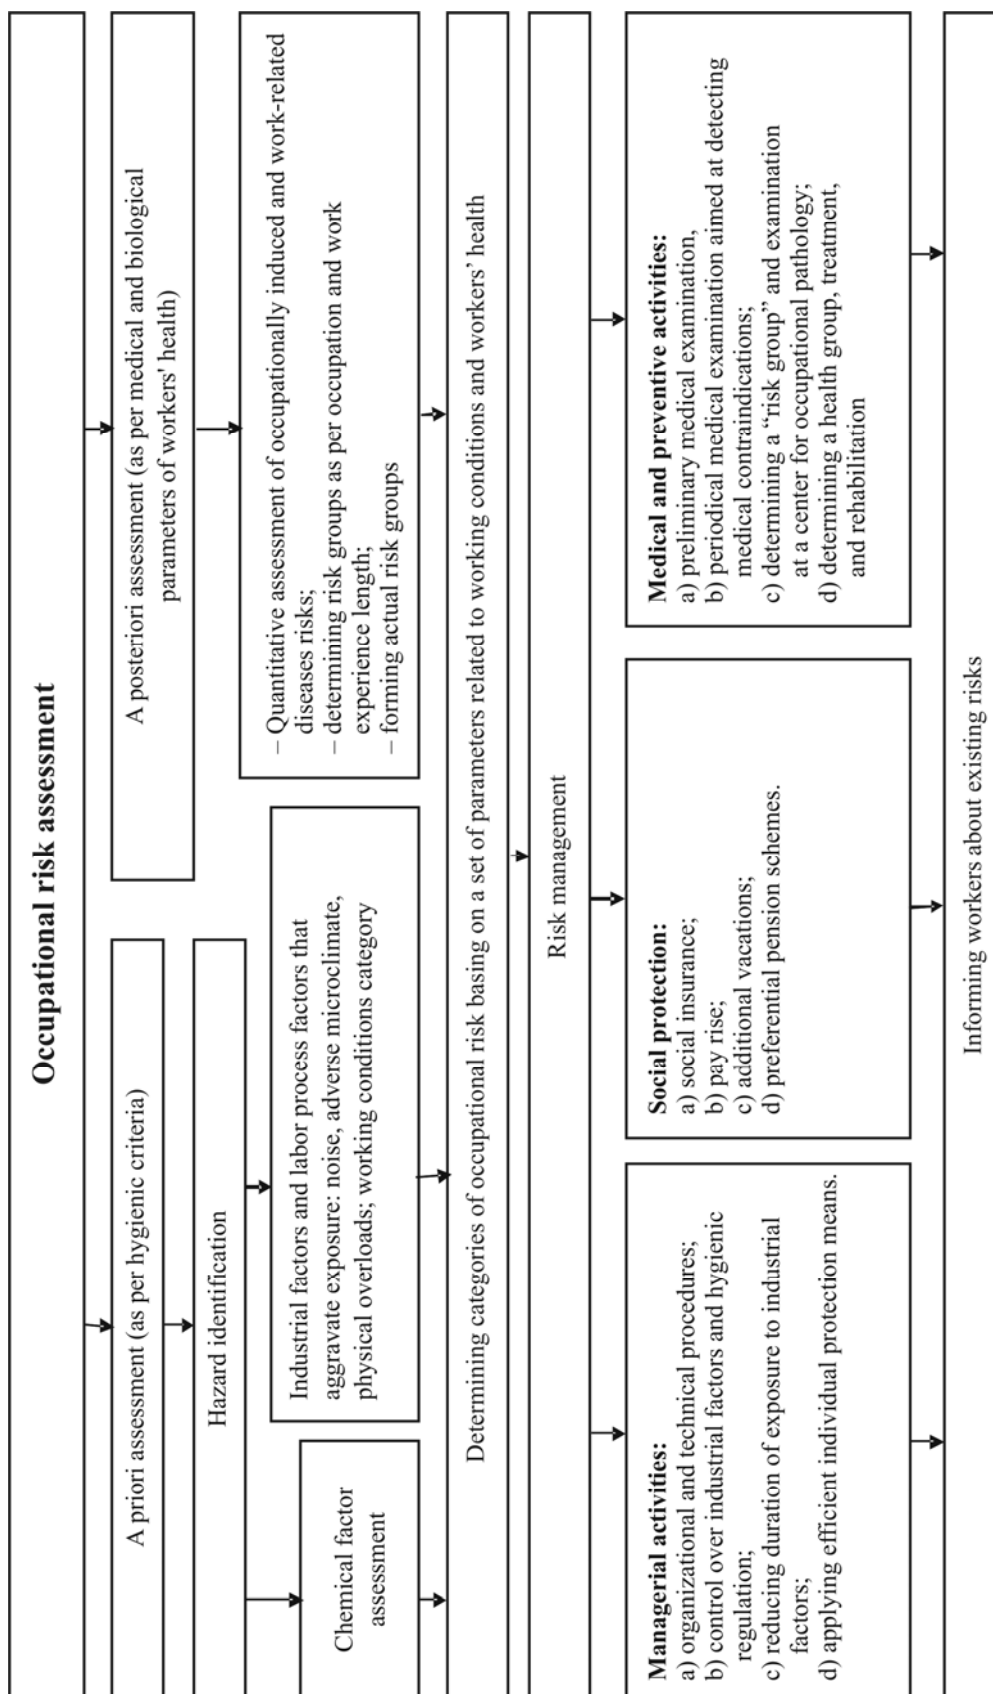 Occupational risk assessment
A priori assessment (as per hygienic criteria)
A posteriori assessment (as per medical and biological
parameters of workers' health)
Hazard identification
Chemical factor
assessment
Industrial factors and labor process factors that
aggravate exposure: noise, adverse microclimate,
physical overloads; working conditions category
– Quantitative assessment of occupationally induced and work-related
diseases risks;
– determining risk groups as per occupation and work
experience length;
– forming actual risk groups
Determining categories of occupational risk basing on a set of parameters related to working conditions and workers’ health
Risk management
Managerial activities:
a) organizational and technical procedures;
b) control over industrial factors and hygienic
regulation;
c) reducing duration of exposure to industrial
factors;
d) applying efficient individual protection means.
Social protection:
a) social insurance;
b) pay rise;
c) additional vacations;
d) preferential pension schemes.
Medical and preventive activities:
a) preliminary medical examination,
b) periodical medical examination aimed at detecting
medical contraindications;
c) determining a “risk group” and examination
at a center for occupational pathology;
d) determining a health group, treatment,
and rehabilitation
Informing workers about existing risks